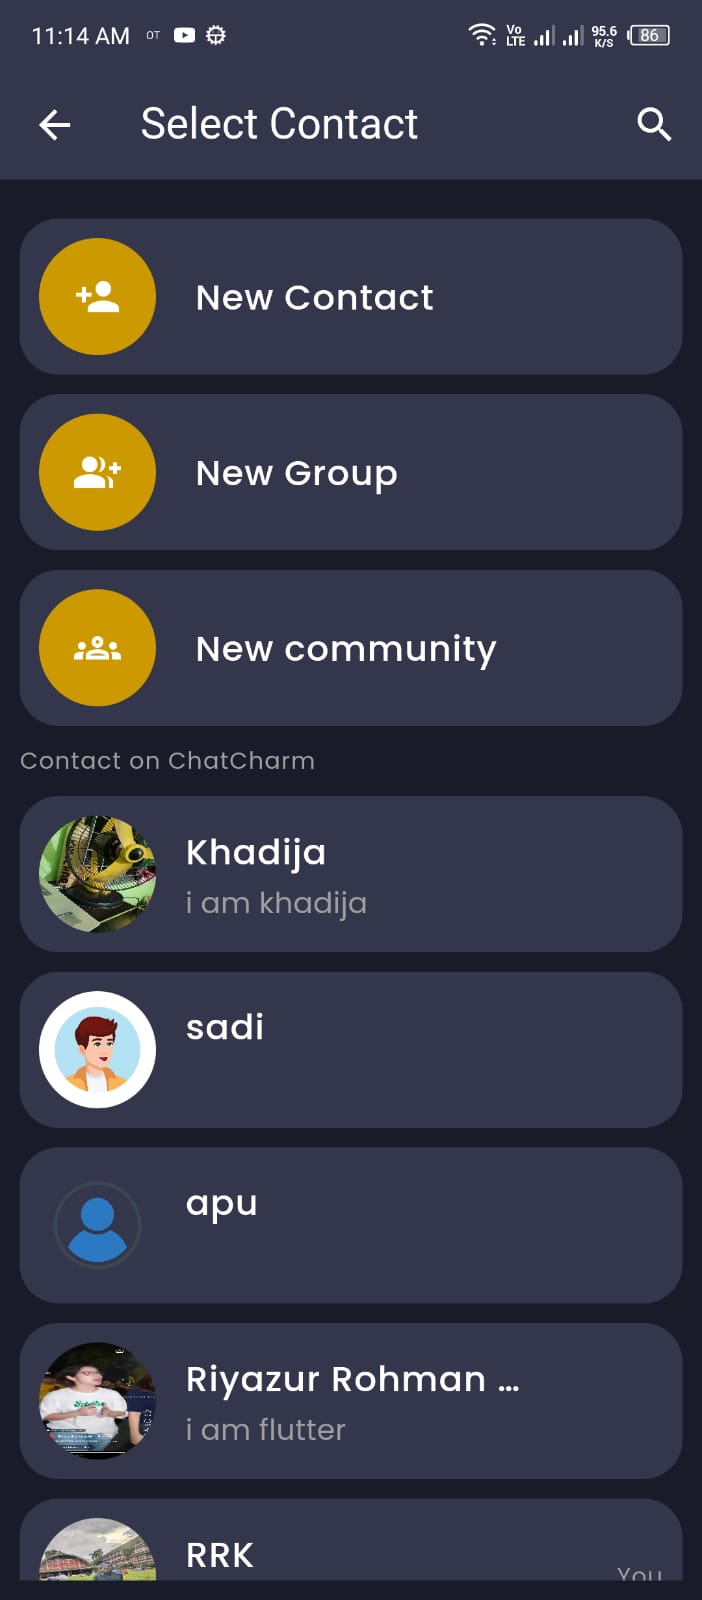 11:14 AM OT Vo LTE 95.6 K/S 86
Select Contact
New Contact
New Group
New community
Contact on ChatCharm
Khadija
i am khadija
sadi
apu
Riyazur Rohman ...
i am flutter
RRK
You